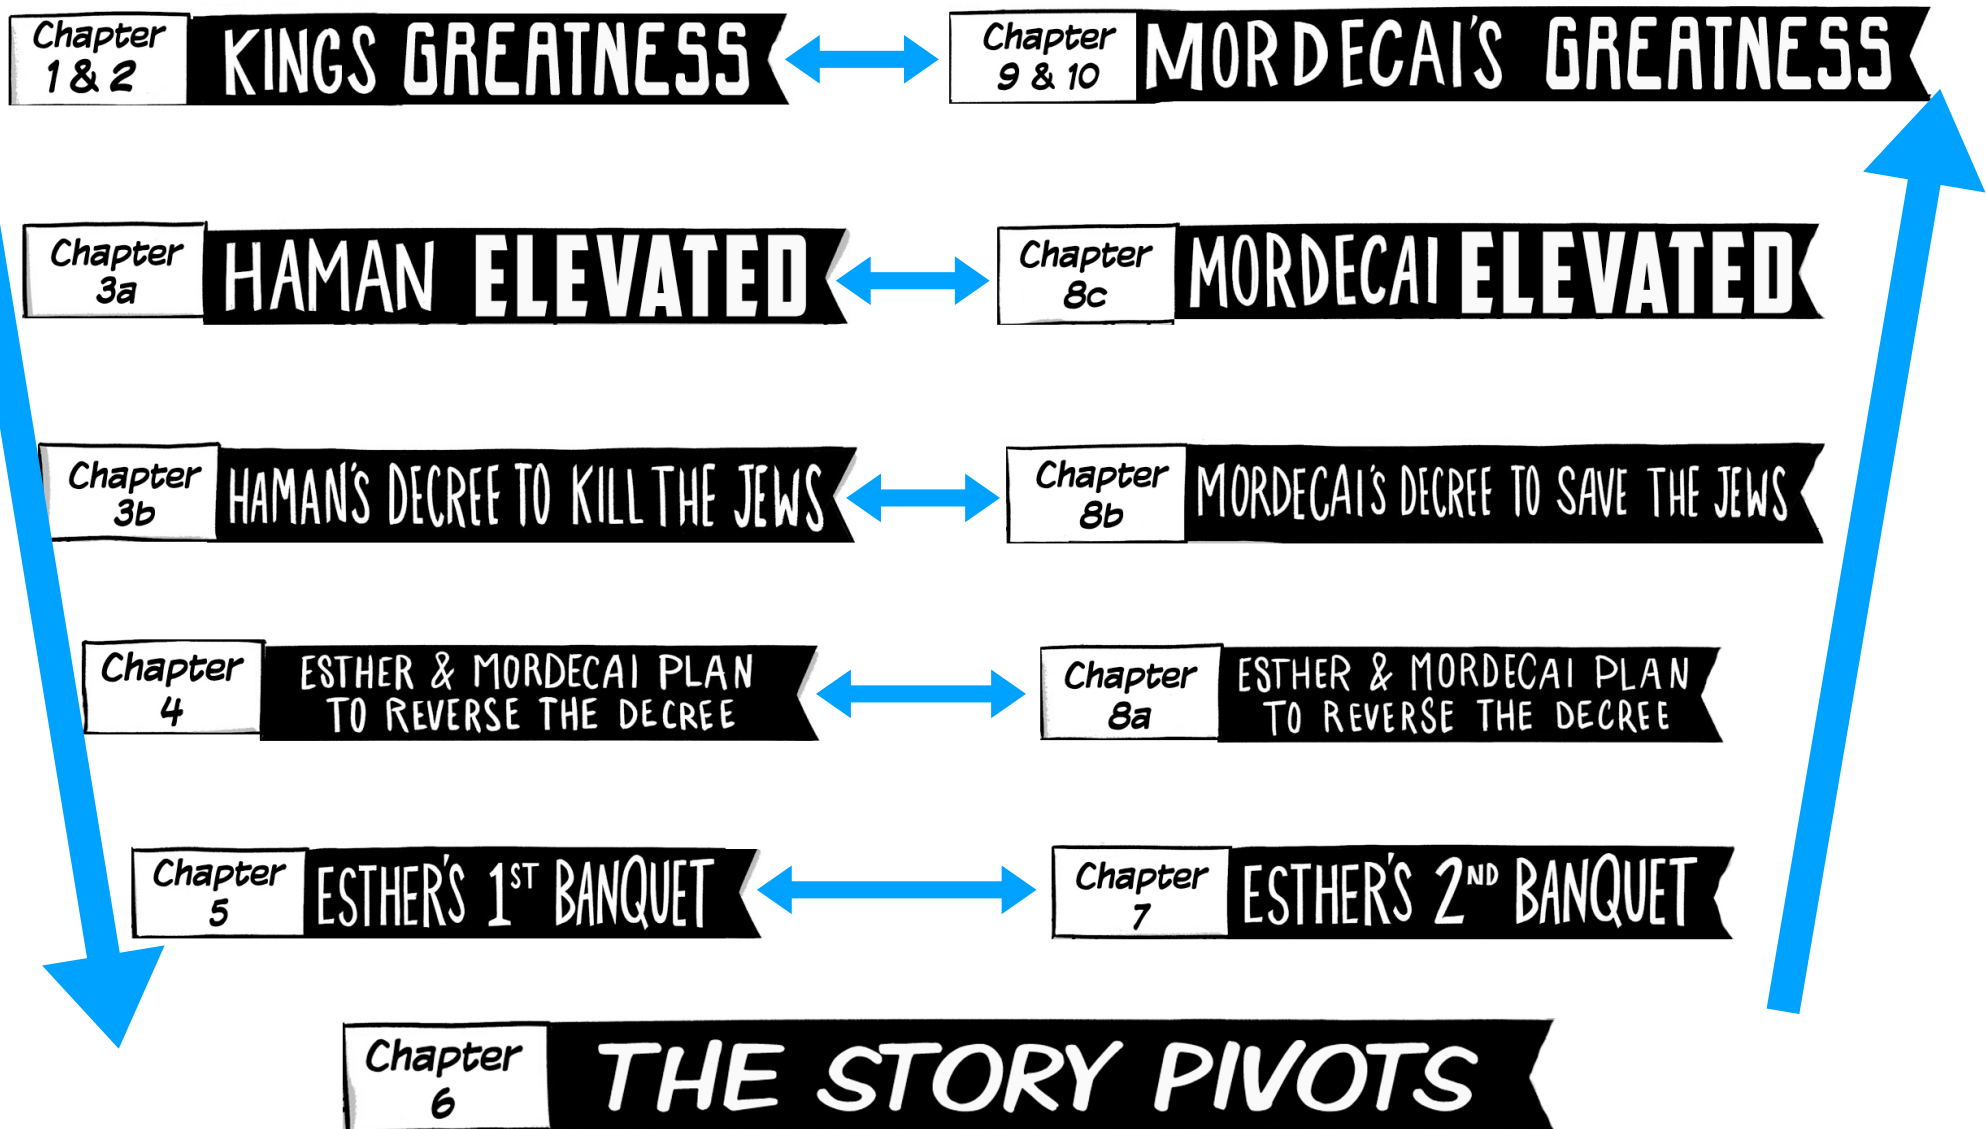 Chapter
1 & 2
KINGS GREATNESS
Chapter
9 & 10
MORDECAI'S GREATNESS
Chapter
3a
HAMAN ELEVATED
Chapter
8c
MORDECAI ELEVATED
Chapter
3b
HAMAN'S DECREE TO KILL THE JEWS
Chapter
8b
MORDECAI'S DECREE TO SAVE THE JEWS
Chapter
4
ESTHER & MORDECAI PLAN
TO REVERSE THE DECREE
Chapter
8a
ESTHER & MORDECAI PLAN
TO REVERSE THE DECREE
Chapter
5
ESTHER'S 1ST BANQUET
Chapter
7
ESTHER'S 2ND BANQUET
Chapter
6
THE STORY PIVOTS